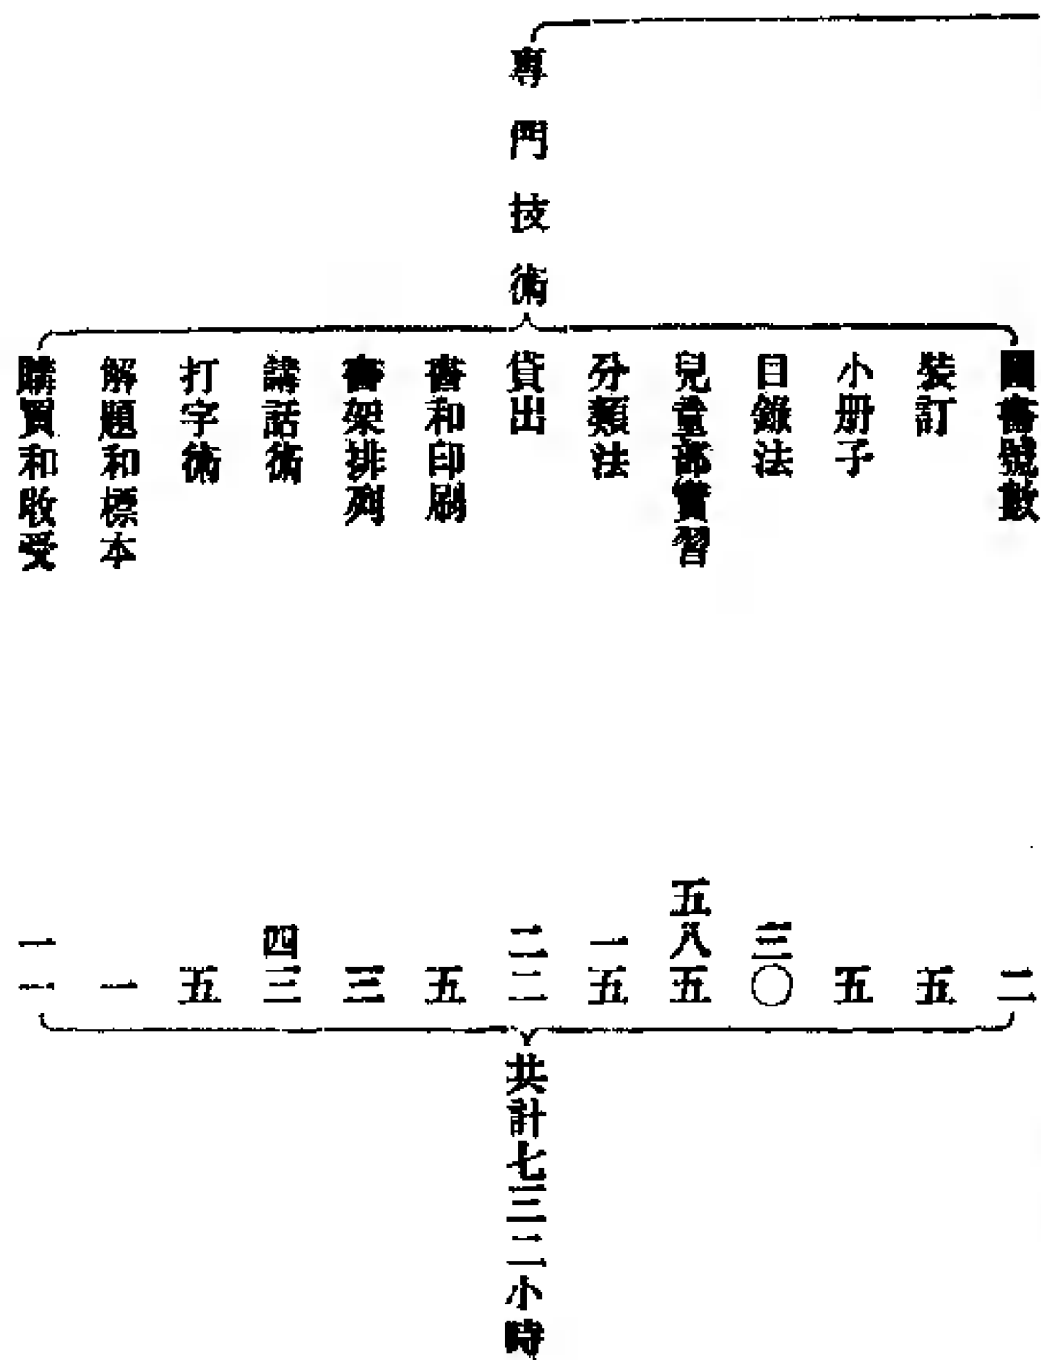 專門技術
圖書號數 二
裝訂 五
小册子 五
目錄法 三〇
兒童部實習 五八五
分類法 一五
貸出 二二
書和印刷 五
書架排列 三
講話術 四三
打字術 五
解題和標本 一
購買和收受 一一
共計七三二小時